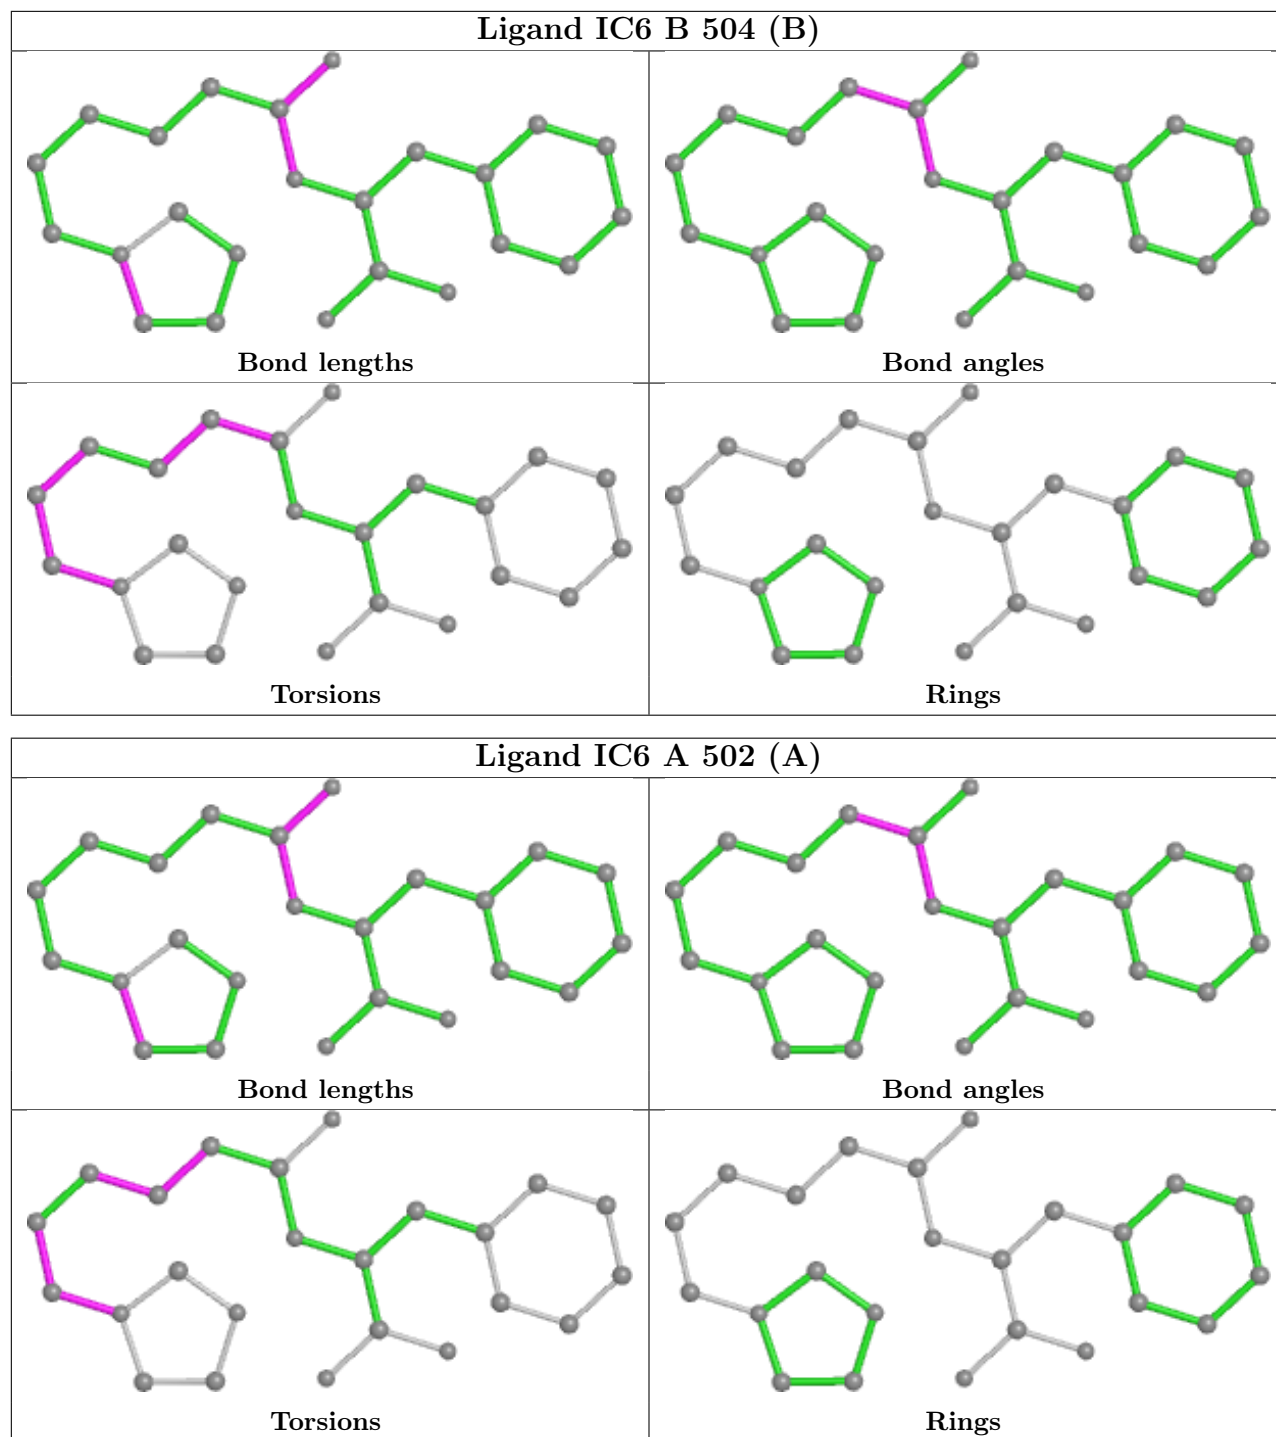 Ligand IC6 B 504 (B)
Bond lengths
Bond angles
Torsions
Rings
Ligand IC6 A 502 (A)
Bond lengths
Bond angles
Torsions
Rings